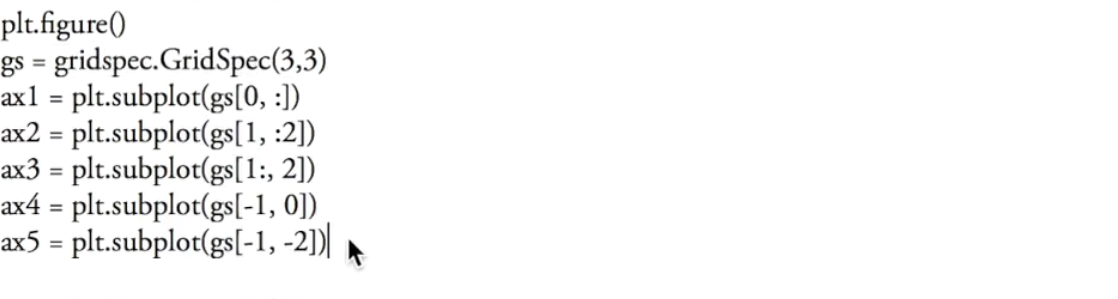 plt.figure()
gs = gridspec.GridSpec(3,3)
ax1 = plt.subplot(gs[0, :])
ax2 = plt.subplot(gs[1, :2])
ax3 = plt.subplot(gs[1:, 2])
ax4 = plt.subplot(gs[-1, 0])
ax5 = plt.subplot(gs[-1, -2])